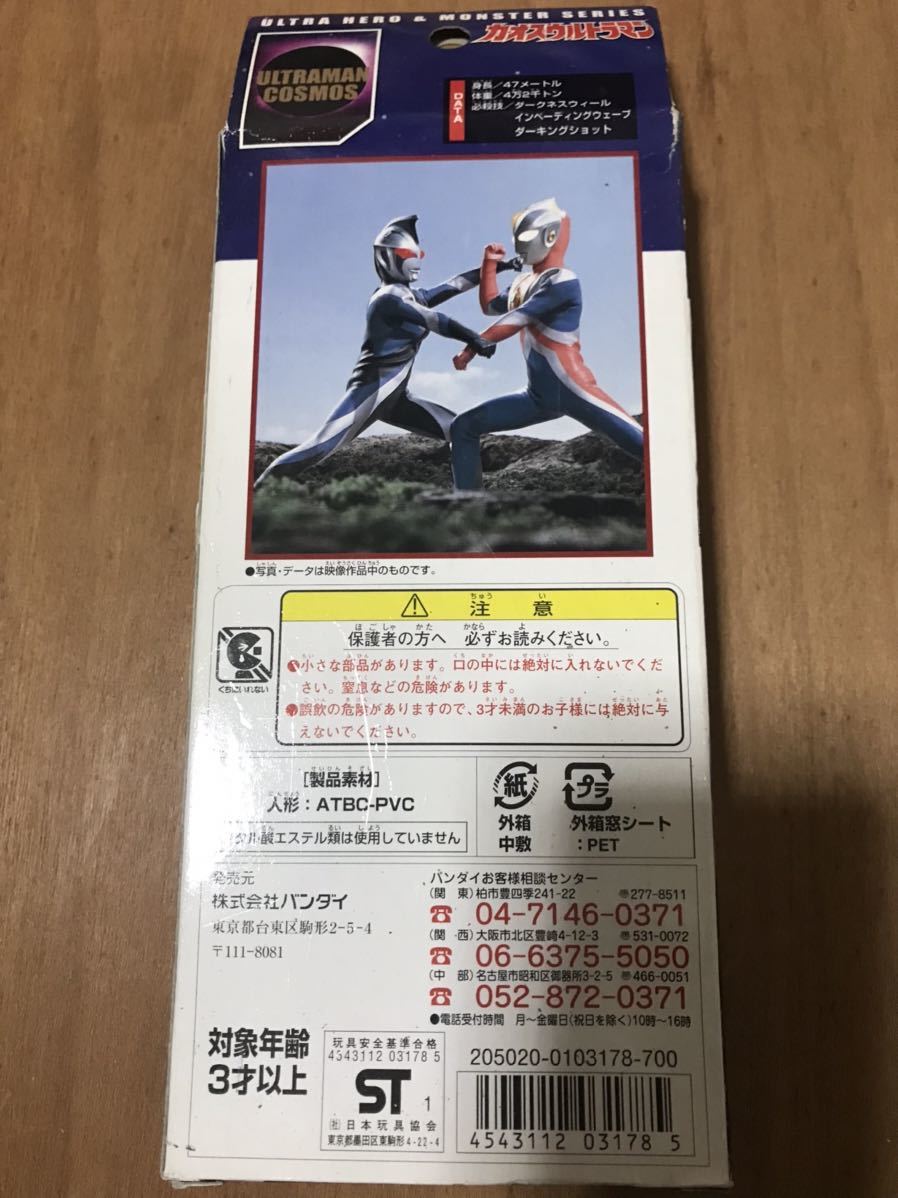 ULTRA HERO & MONSTER SERIES
カオスウルトラマン
ULTRAMAN
COSMOS
DATA
身長/47メートル
体重/4万2千トン
必殺技/ダークネスウィール
インベーディングウェーブ
ダーキングショット
●写真・データは映像作品中のものです。
注意
保護者の方へ 必ずお読みください。
●小さな部品があります。口の中には絶対に入れないでくだ
さい。窒息などの危険があります。
●誤飲の危険がありますので、3才未満のお子様には絶対に与
えないでください。
くちにいれない
[製品素材]
人形:ATBC-PVC
タル酸エステル類は使用していません
紙
外箱
中敷
プラ
外箱窓シート
:PET
発売元
株式会社バンダイ
東京都台東区駒形2-5-4
〒111-8081
バンダイお客様相談センター
(関 東)柏市豊四季241-22 〠277-8511
☎ 04-7146-0371
(関 西)大阪市北区豊崎4-12-3 〠531-0072
☎ 06-6375-5050
(中 部)名古屋市昭和区御器所3-2-5 〠466-0051
☎ 052-872-0371
●電話受付時間 月～金曜日(祝日を除く)10時～16時
対象年齢
3才以上
玩具安全基準合格
4543112 03178 5
ST 1
(社)日本玩具協会
東京都墨田区東駒形4-22-4
205020-0103178-700
4543112 031785